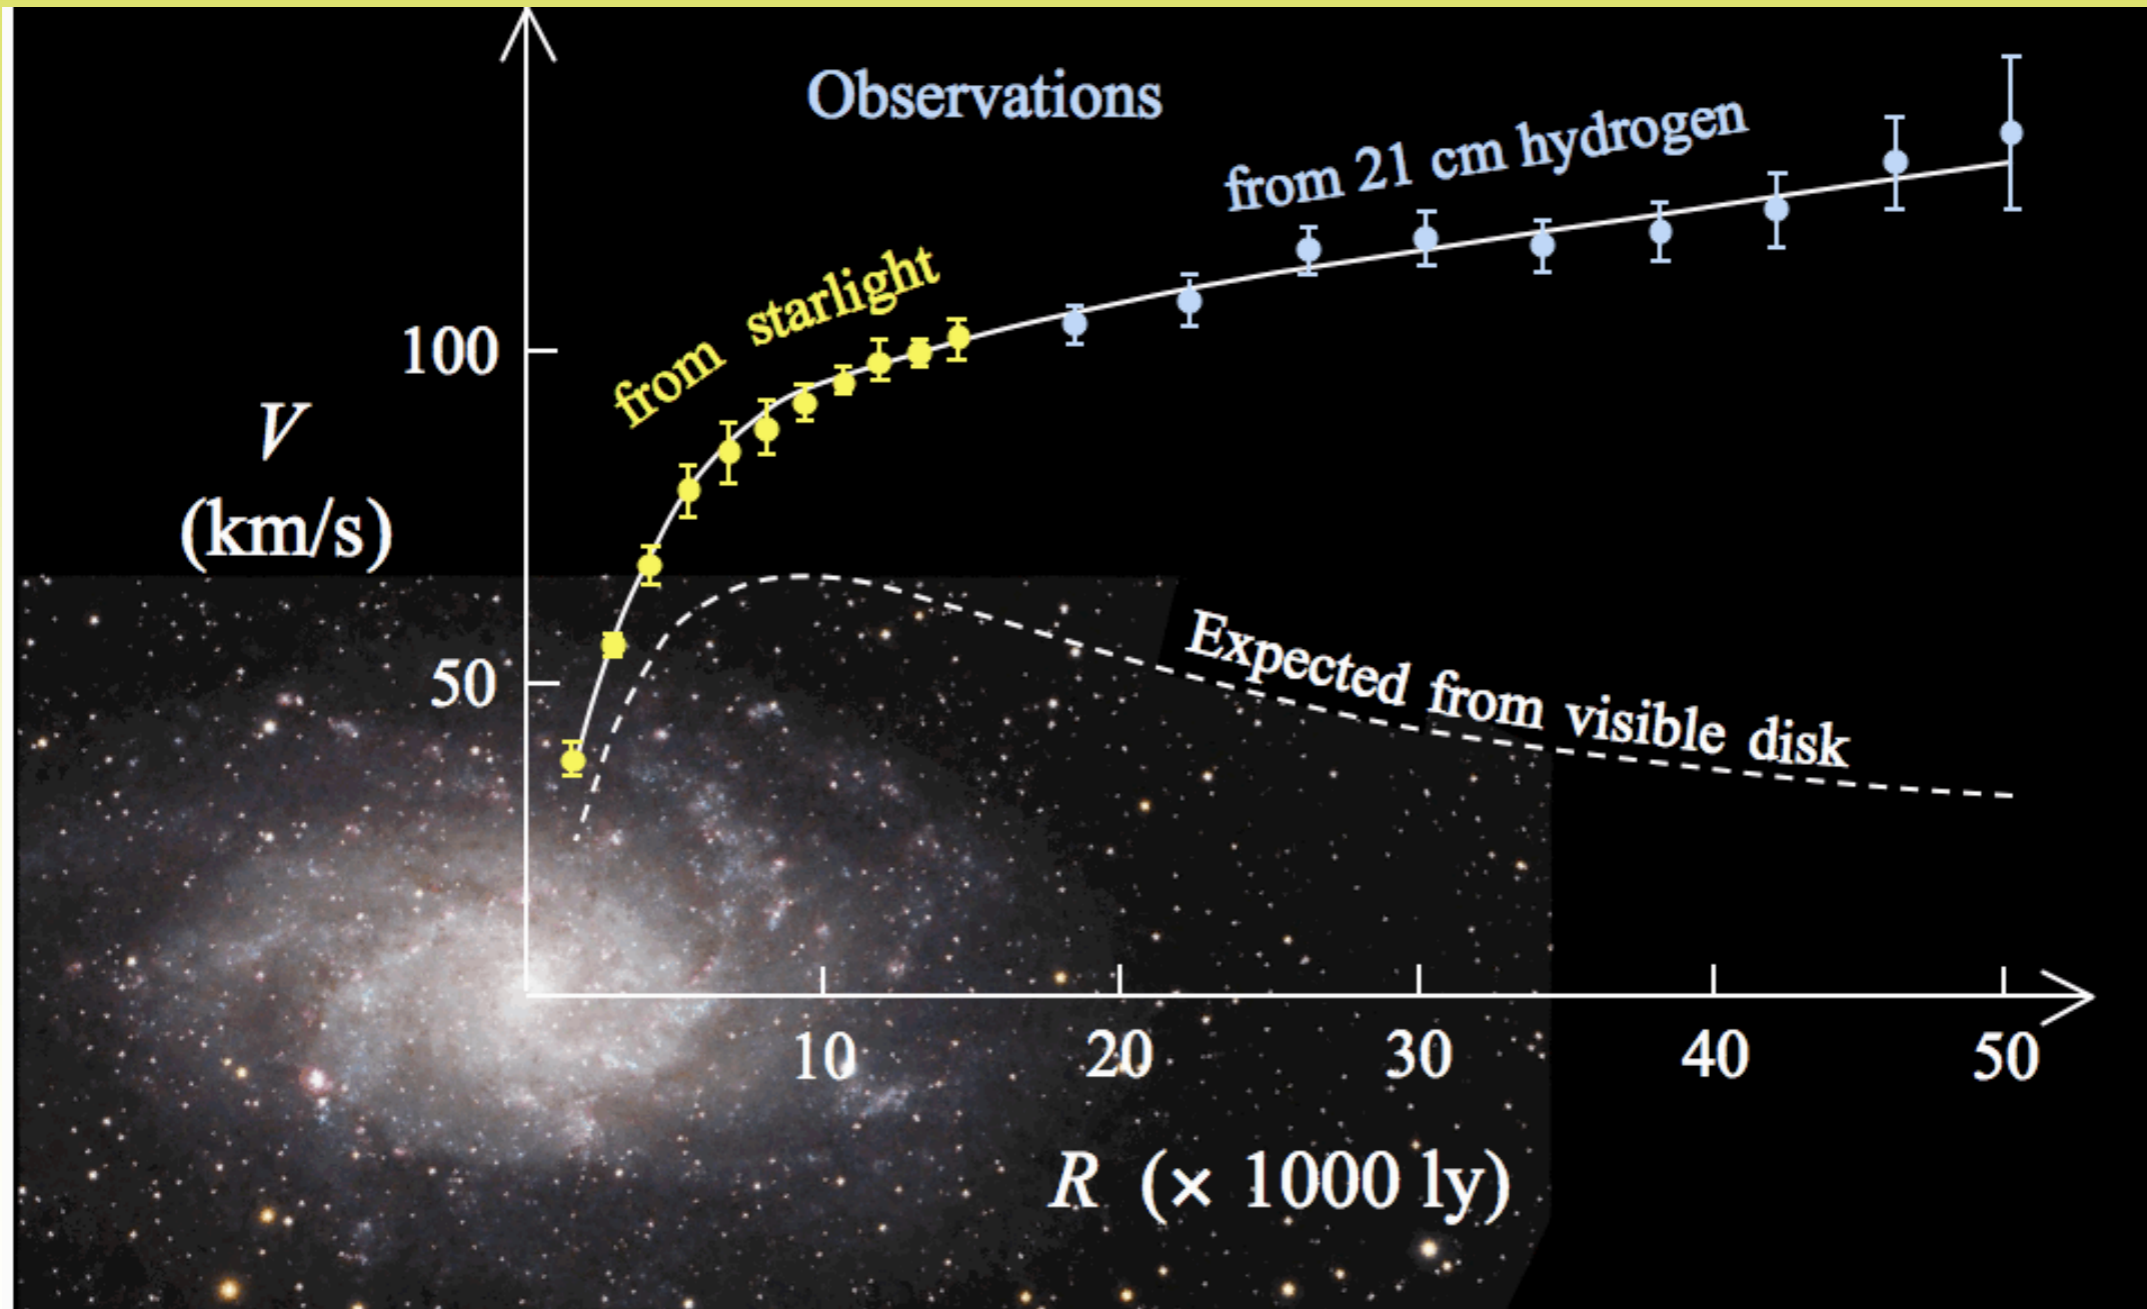 Observations
from 21 cm hydrogen
from starlight
100
V
(km/s)
50
Expected from visible disk
10 20 30 40 50
R (× 1000 ly)